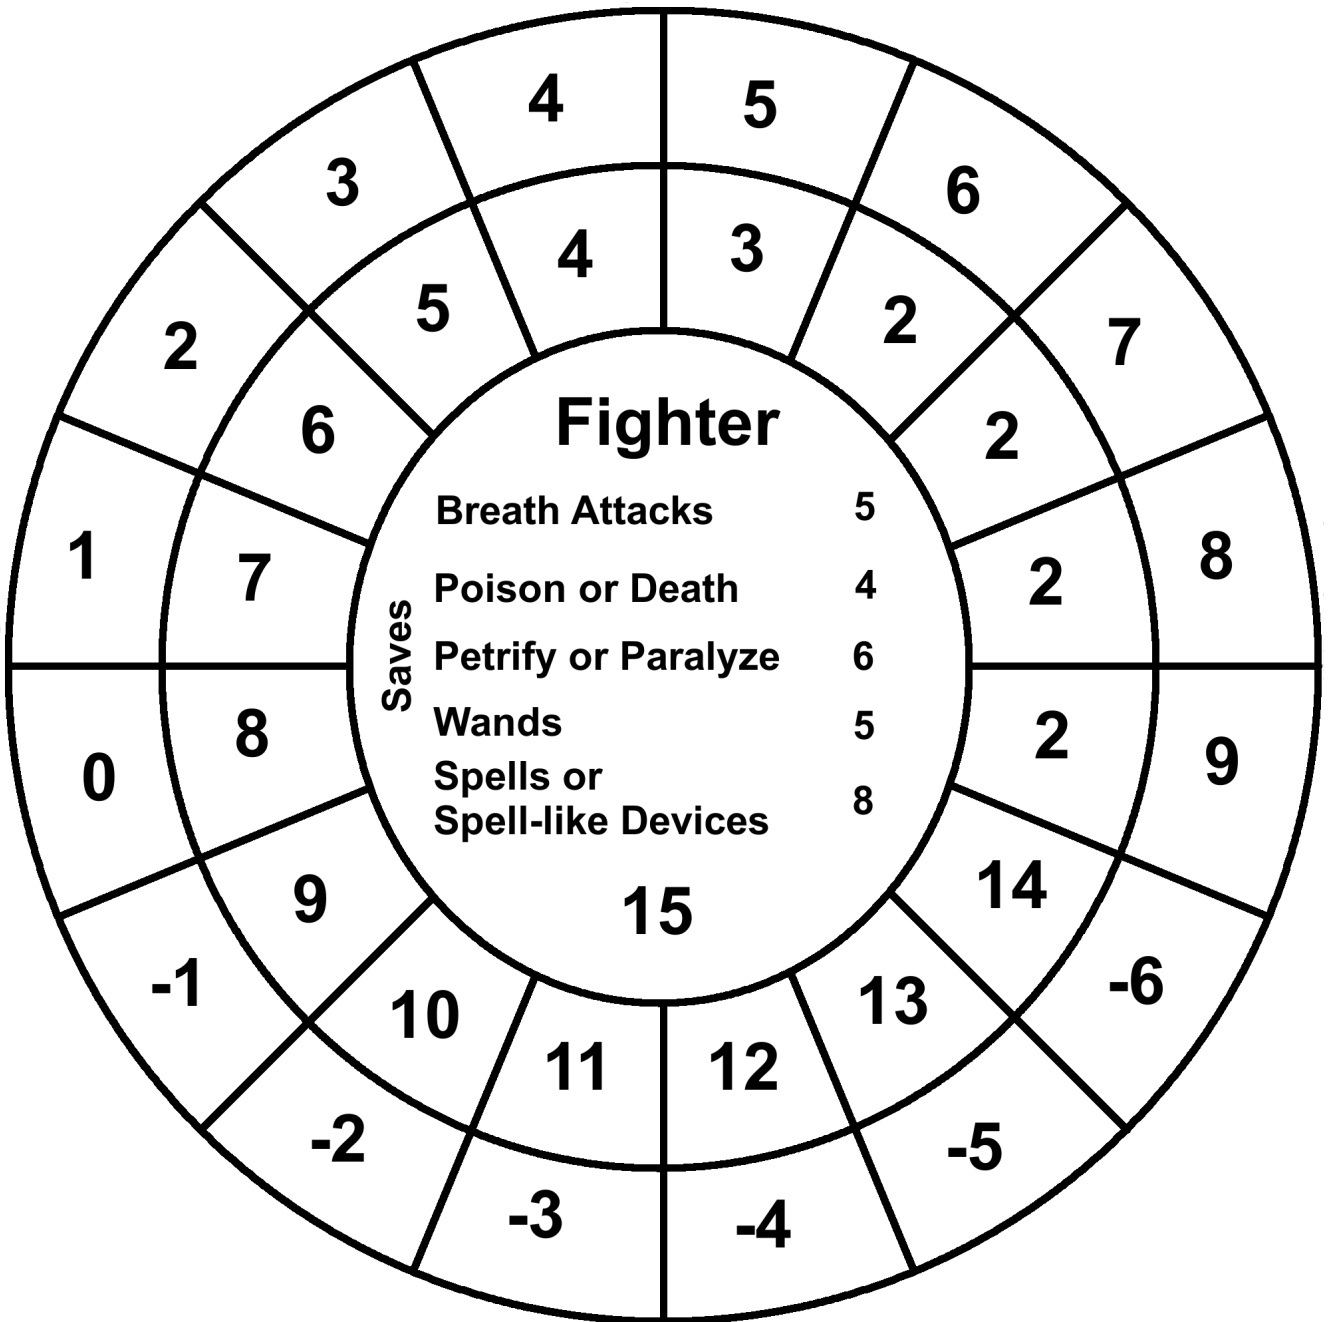 4 5
3 6
4 3
5 2
2 7
6 2
Fighter
Breath Attacks 5
1 7 2 8
Poison or Death 4
Saves
Petrify or Paralyze 6
Wands 5
0 8 2 9
Spells or
Spell-like Devices 8
9 14
15
-1 10 13 -6
11 12
-2 -5
-3 -4